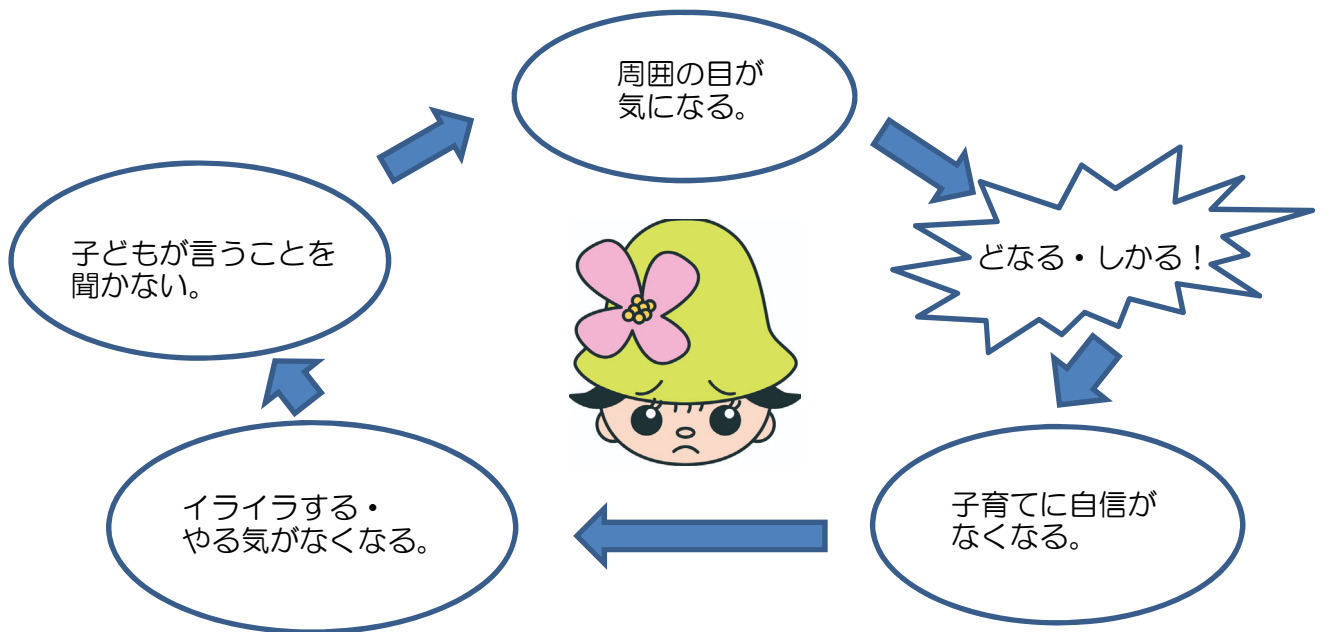 周囲の目が
気になる。
どなる・しかる！
子どもが言うことを
聞かない。
子育てに自信が
なくなる。
イライラする・
やる気がなくなる。